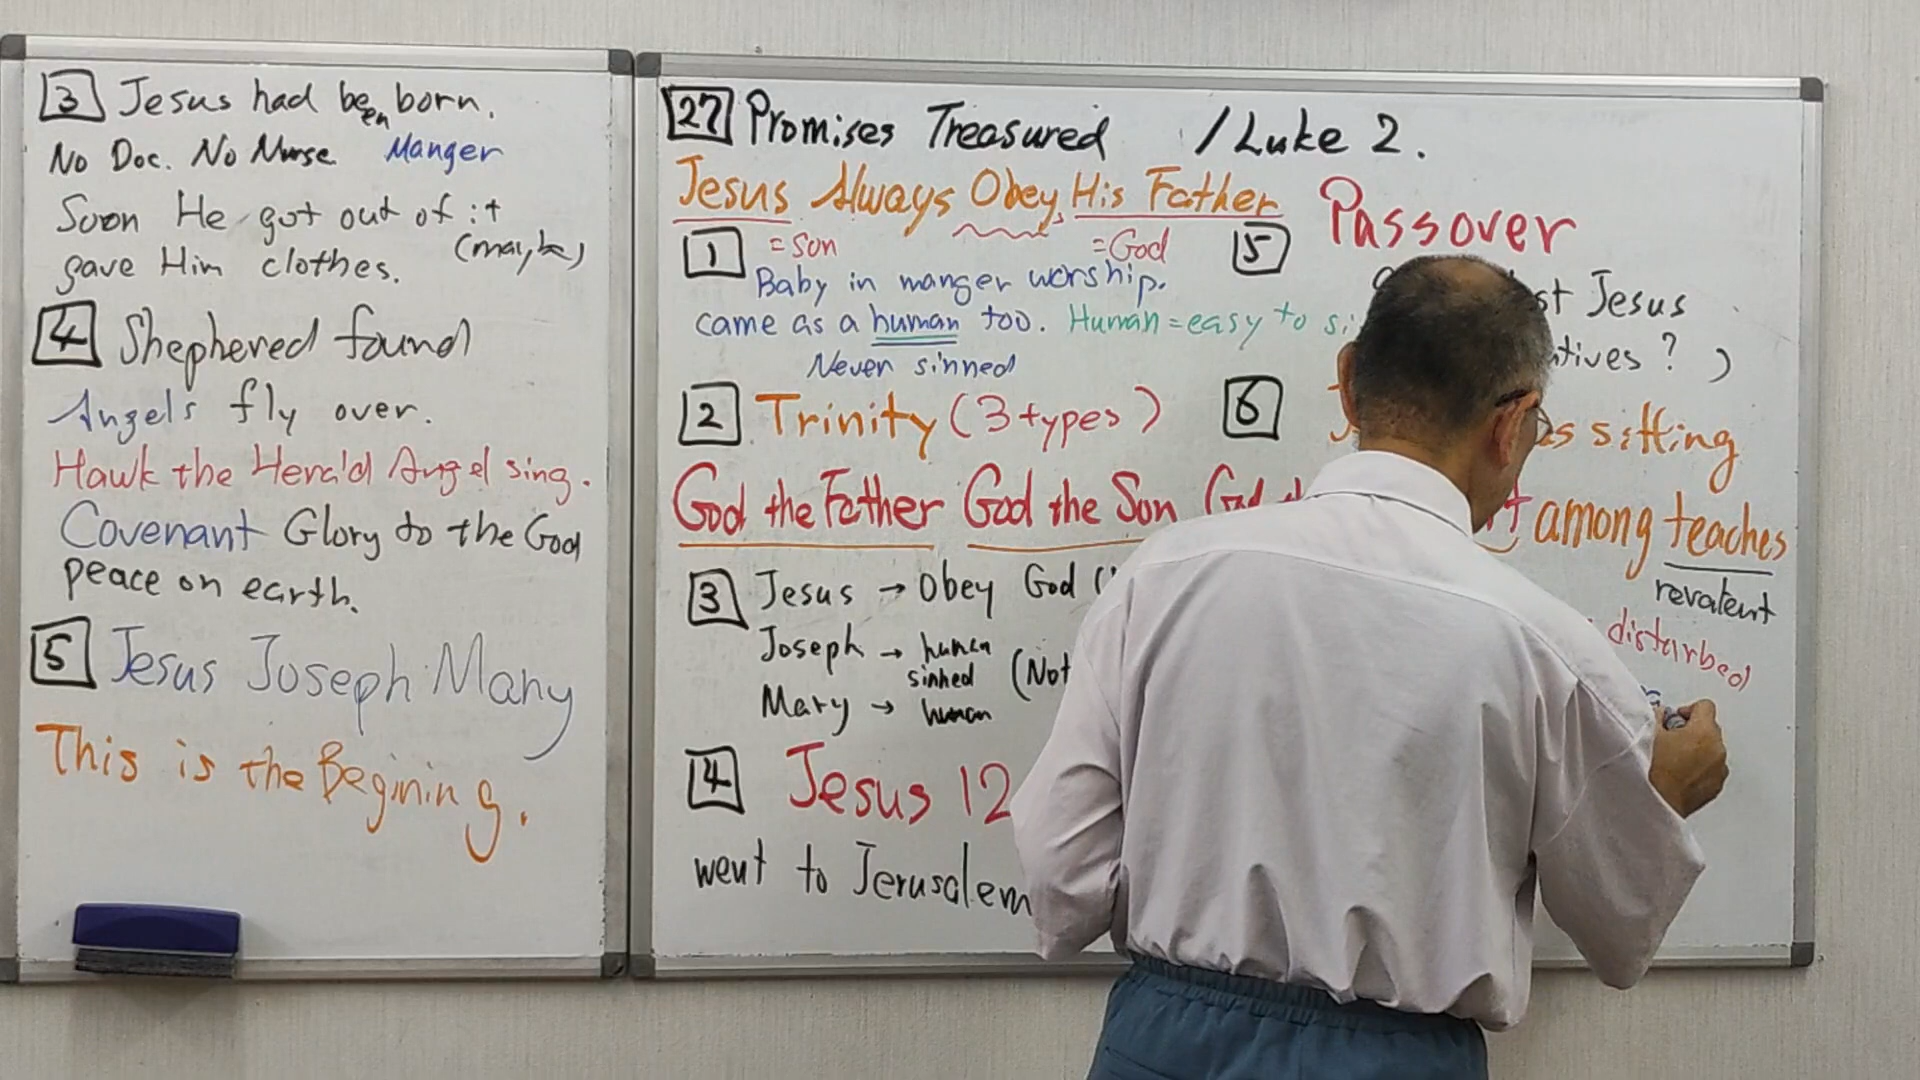 3 Jesus had been born.
No Doc. No Nurse Manger
Soon He got out of it
(maybe)
gave Him clothes.
4 Shephered found
Angels fly over.
Hawk the Herald Angel sing.
Covenant Glory to the God
peace on earth.
5 Jesus Joseph Many
This is the Begining.
27 Promises Treasured / Luke 2.
Jesus Always Obey, His Father
= Son = God
1 Baby in manger worship.
came as a human too. Human = easy to
Never sinned
2 Trinity (3 types)
God the Father God the Son God
3 Jesus → Obey God
Joseph → human
sinned (Not
Mary → human
4 Jesus 12
went to Jerusalem
5 Passover
Jesus
?)
6 sitting
among teaches
revalent
disturbed